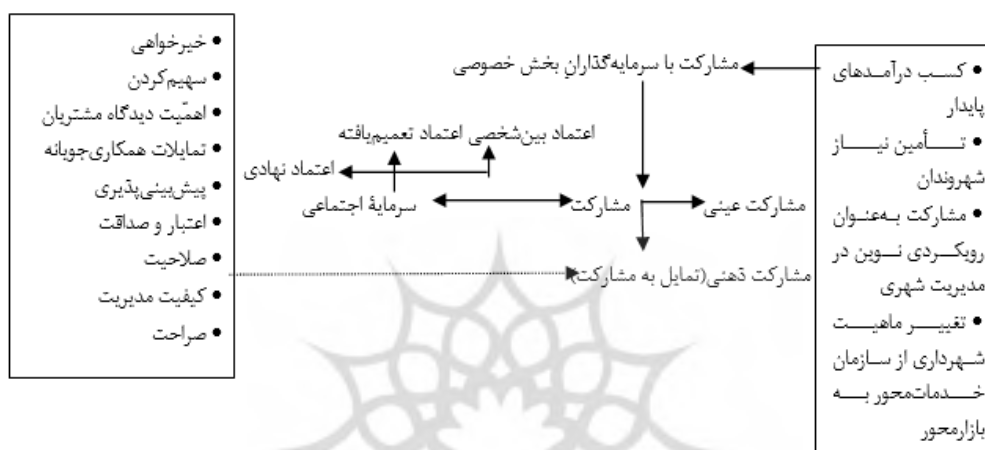 • کسب درآمدهای
پایدار
• تأمین نیاز
شهروندان
• مشارکت به‌عنوان
رویکردی نوین در
مدیریت شهری
• تغییر ماهیت
شهرداری از سازمان
خدمات‌محور به
بازارمحور
مشارکت با سرمایه‌گذارانِ بخش خصوصی
اعتماد بین‌شخصی اعتماد تعمیم‌یافته
اعتماد نهادی
مشارکت عینی
مشارکت
سرمایهٔ اجتماعی
مشارکت ذهنی(تمایل به مشارکت)
• خیرخواهی
• سهیم‌کردن
• اهمّیت دیدگاه مشتریان
• تمایلات همکاری‌جویانه
• پیش‌بینی‌پذیری
• اعتبار و صداقت
• صلاحیت
• کیفیت مدیریت
• صراحت